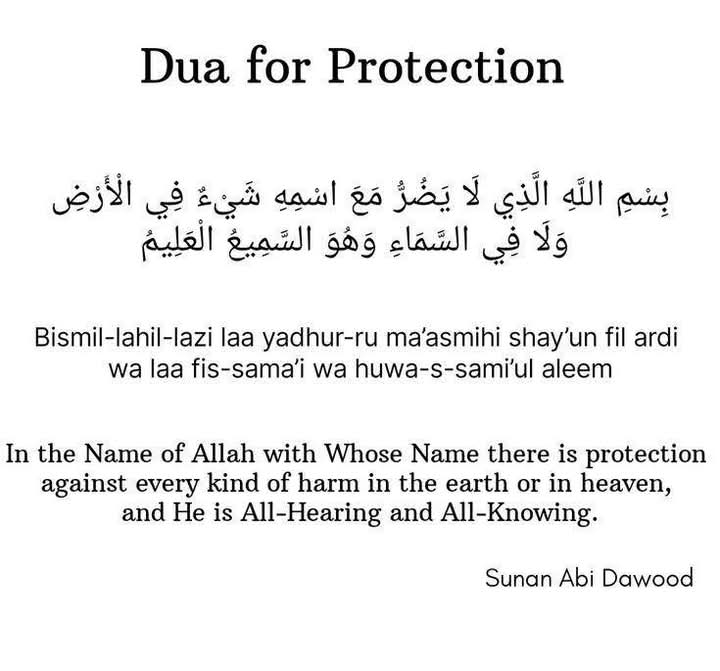 Dua for Protection
بِسْمِ اللَّهِ الَّذِي لَا يَضُرُّ مَعَ اسْمِهِ شَيْءٌ فِي الْأَرْضِ
وَلَا فِي السَّمَاءِ وَهُوَ السَّمِيعُ الْعَلِيمُ
Bismil-lahil-lazi laa yadhur-ru ma’asmihi shay’un fil ardi
wa laa fis-sama’i wa huwa-s-sami’ul aleem
In the Name of Allah with Whose Name there is protection
against every kind of harm in the earth or in heaven,
and He is All-Hearing and All-Knowing.
Sunan Abi Dawood